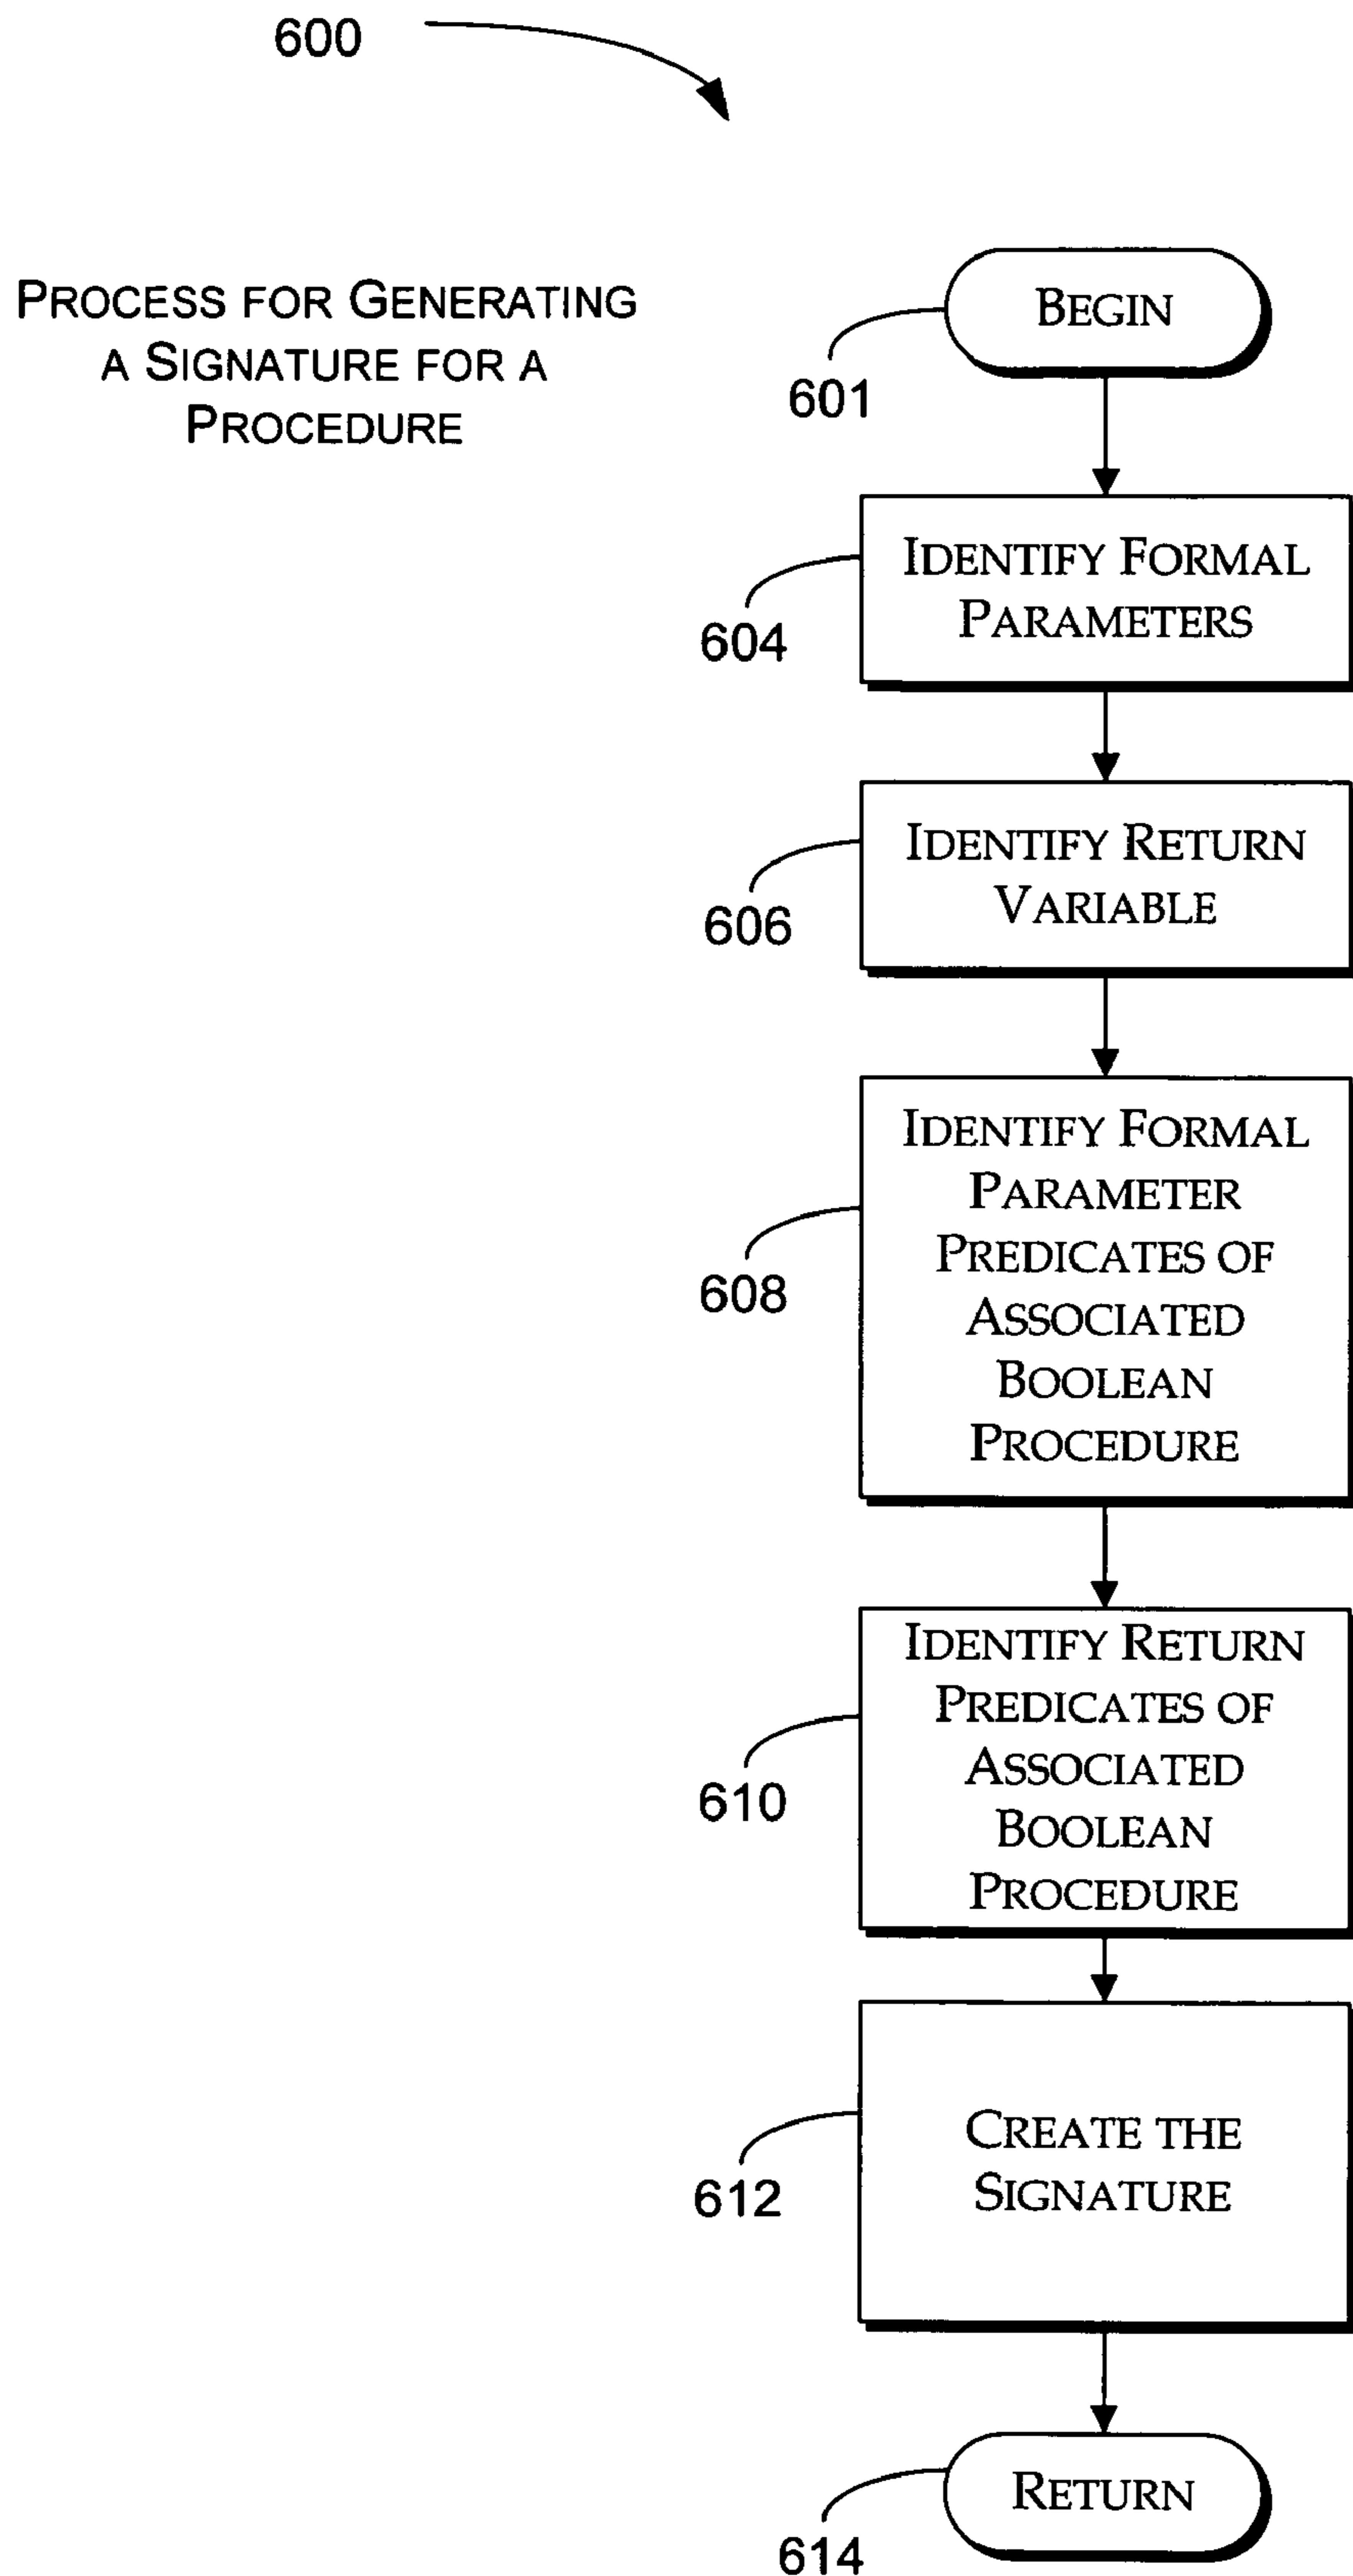 600
PROCESS FOR GENERATING
A SIGNATURE FOR A
PROCEDURE
BEGIN
601
IDENTIFY FORMAL
PARAMETERS
604
IDENTIFY RETURN
VARIABLE
606
IDENTIFY FORMAL
PARAMETER
PREDICATES OF
ASSOCIATED
BOOLEAN
PROCEDURE
608
IDENTIFY RETURN
PREDICATES OF
ASSOCIATED
BOOLEAN
PROCEDURE
610
CREATE THE
SIGNATURE
612
RETURN
614